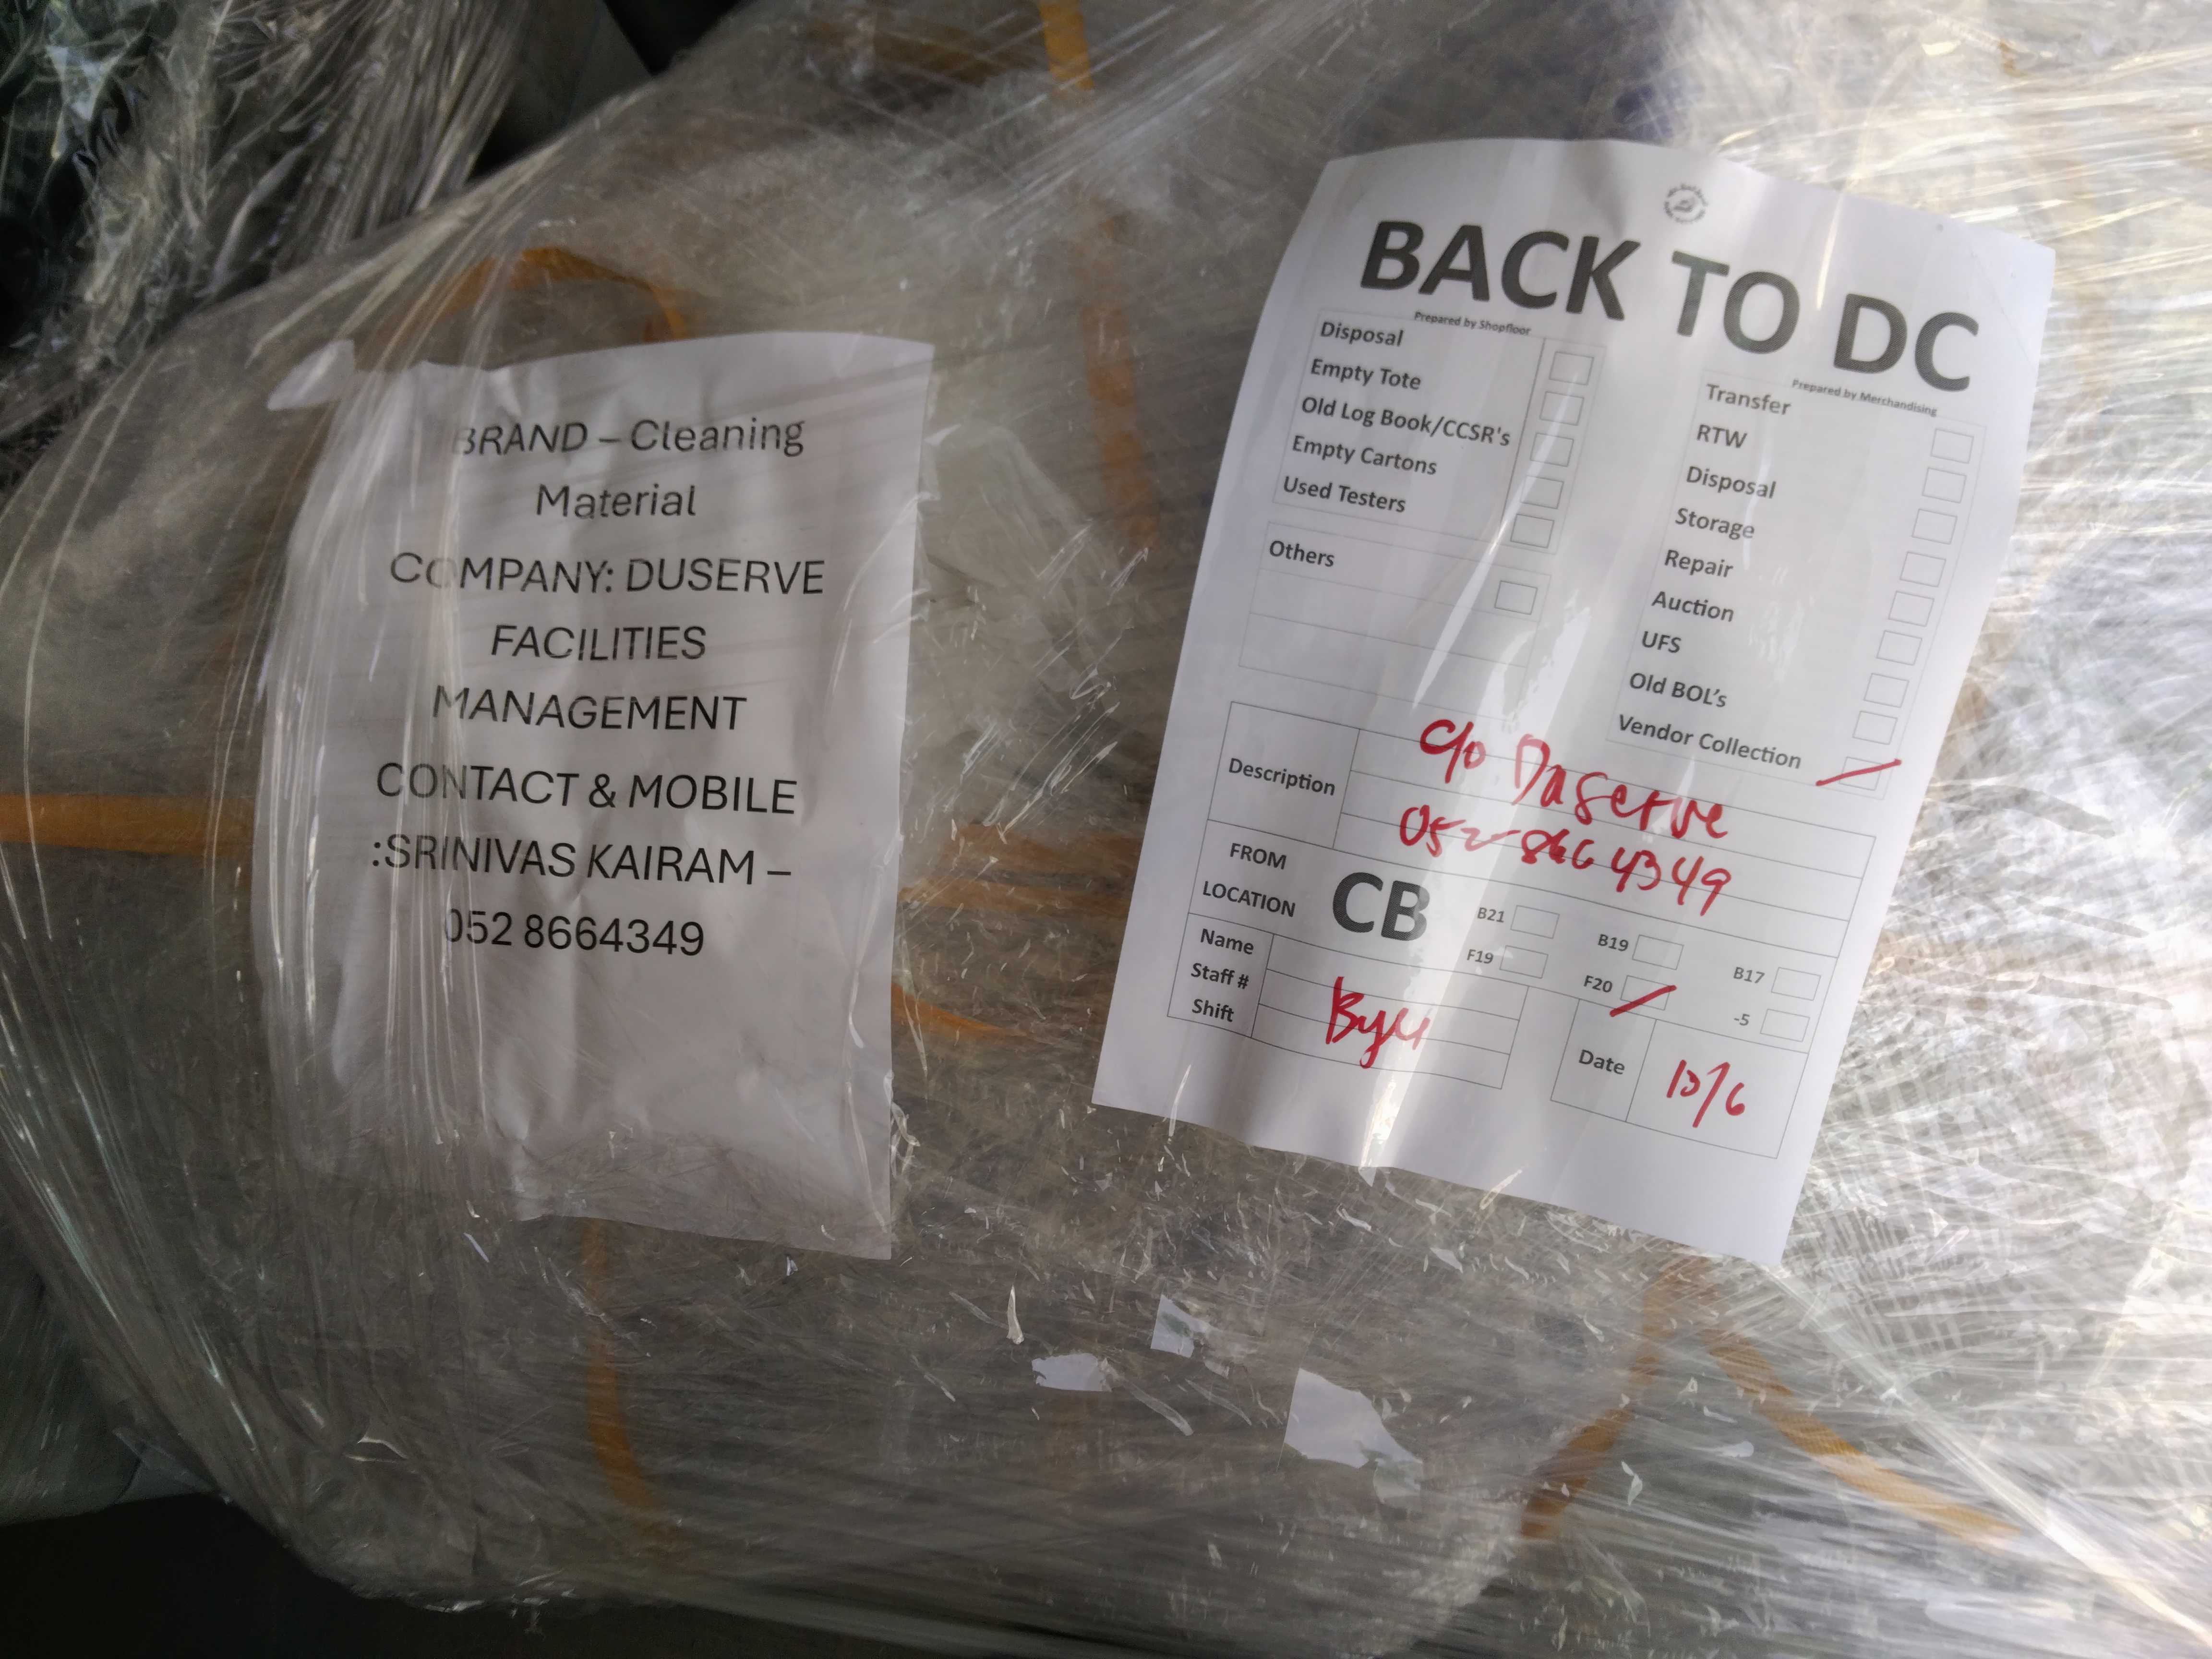 BRAND – Cleaning
Material
COMPANY: DUSERVE
FACILITIES
MANAGEMENT
CONTACT & MOBILE
:SRINIVAS KAIRAM –
052 8664349
BACK TO DC
Prepared by Shopfloor
Disposal
Empty Tote
Old Log Book/CCSR's
Empty Cartons
Used Testers
Others
Prepared by Merchandising
Transfer
RTW
Disposal
Storage
Repair
Auction
UFS
Old BOL's
Vendor Collection
Description
c/o Duserve
052 8664349
FROM
LOCATION
CB
B21
B19
B17
F19
F20
-5
Name
Staff #
Shift
Date